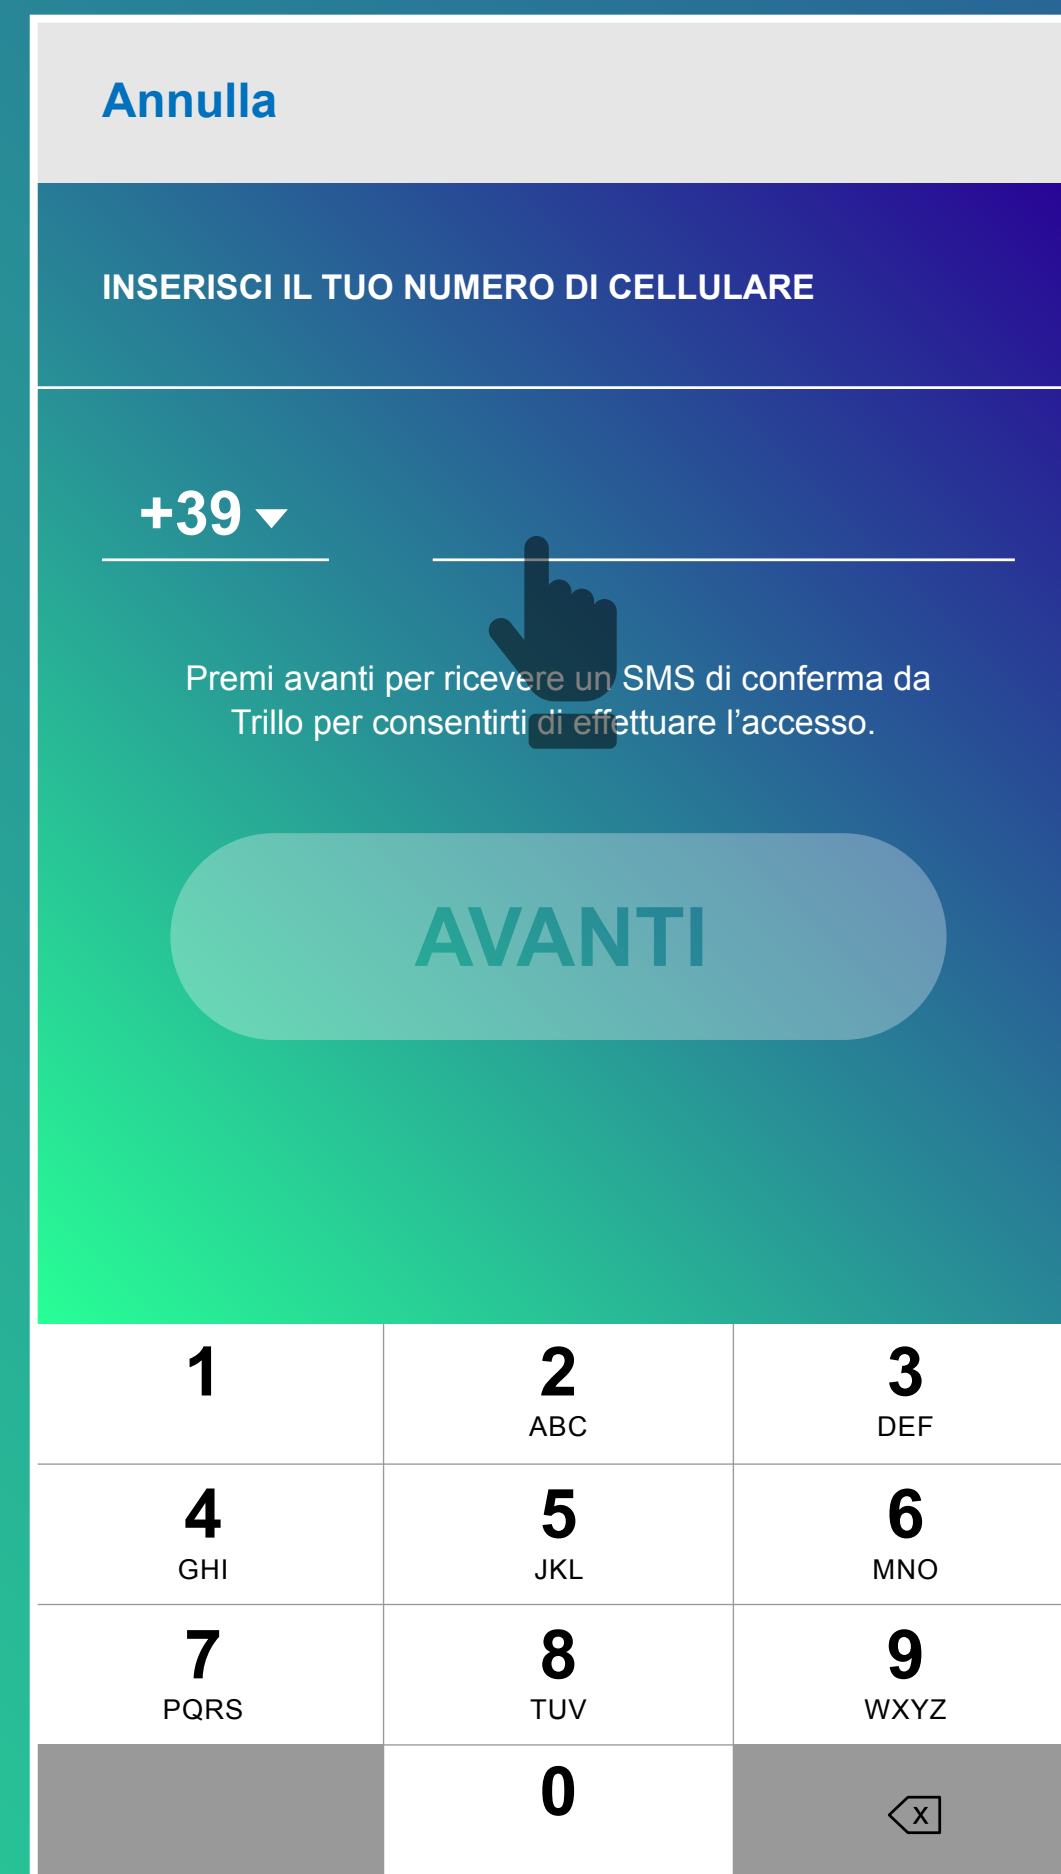 Annulla
INSERISCI IL TUO NUMERO DI CELLULARE
+39
Premi avanti per ricevere un SMS di conferma da
Trillo per consentirti di effettuare l’accesso.
AVANTI
1 2 3
ABC DEF
4 5 6
GHI JKL MNO
7 8 9
PQRS TUV WXYZ
0
X